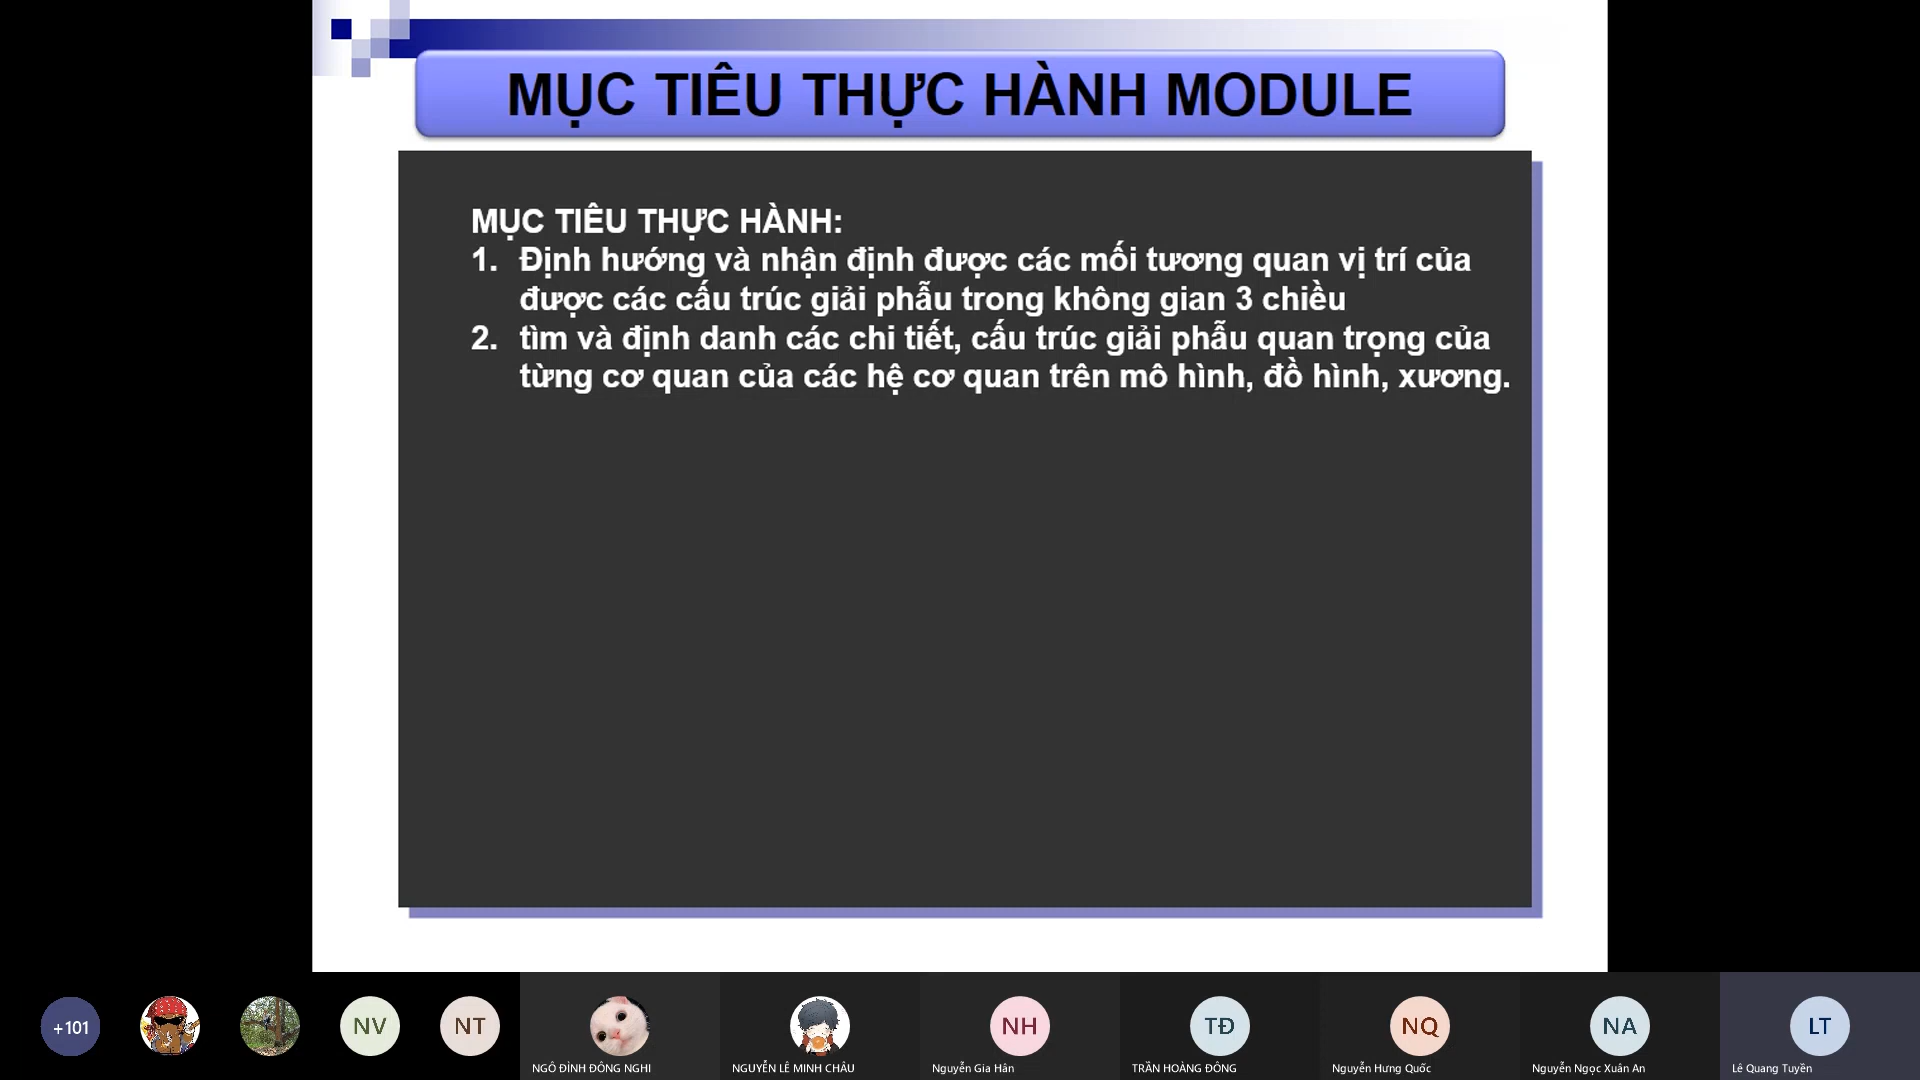 MỤC TIÊU THỰC HÀNH MODULE
MỤC TIÊU THỰC HÀNH:
1. Định hướng và nhận định được các mối tương quan vị trí của
được các cấu trúc giải phẫu trong không gian 3 chiều
2. tìm và định danh các chi tiết, cấu trúc giải phẫu quan trọng của
từng cơ quan của các hệ cơ quan trên mô hình, đồ hình, xương.
+101
NV
NT
NH
TĐ
NQ
NA
LT
NGÔ ĐÌNH ĐÔNG NGHI
NGUYỄN LÊ MINH CHÂU
Nguyễn Gia Hân
TRẦN HOÀNG ĐÔNG
Nguyễn Hưng Quốc
Nguyễn Ngọc Xuân An
Lê Quang Tuyền